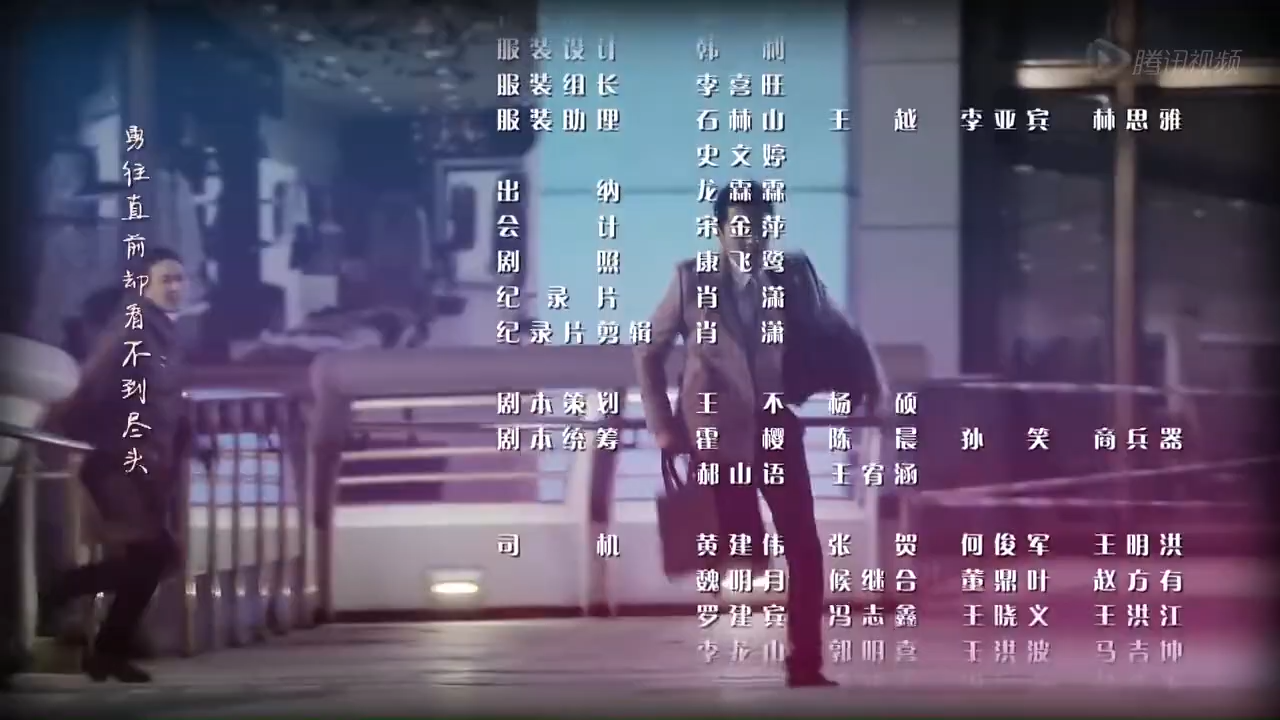 腾讯视频
勇往直前却看不到尽头
服装设计 韩利
服装组长 李喜旺
服装助理 石林山 王越 李亚宾 林思雅
史文婷
出纳 龙霖霖
会计 宋金萍
剧照 康飞鹭
纪录片 肖潇
纪录片剪辑 肖潇
剧本策划 王不 杨硕
剧本统筹 霍樱 陈晨 孙笑 商兵器
郝山语 王宥涵
司机 黄建伟 张贺 何俊军 王明洪
魏明月 候继合 董鼎叶 赵方有
罗建宾 冯志鑫 王晓义 王洪江
李龙山 郭明喜 王洪波 马吉坤